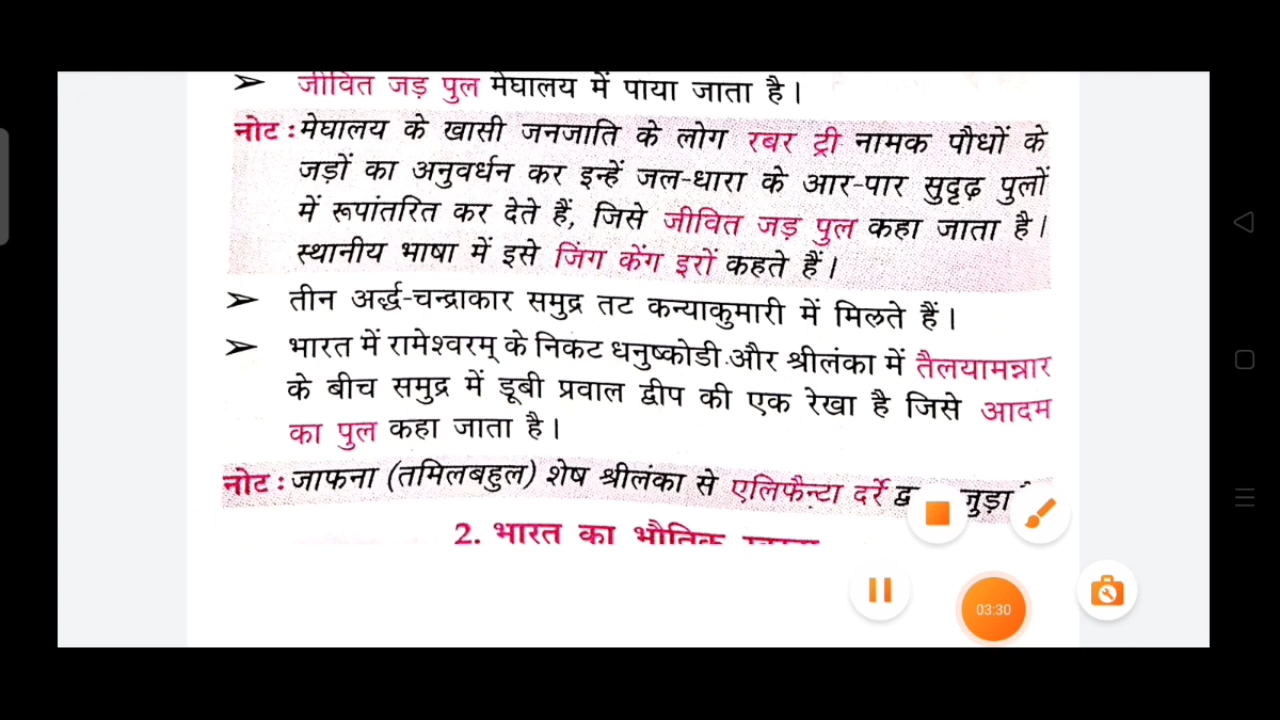 ➢ जीवित जड़ पुल मेघालय में पाया जाता है।
नोट : मेघालय के खासी जनजाति के लोग रबर ट्री नामक पौधों के
जड़ों का अनुवर्धन कर इन्हें जल-धारा के आर-पार सुदृढ़ पुलों
में रूपांतरित कर देते हैं, जिसे जीवित जड़ पुल कहा जाता है।
स्थानीय भाषा में इसे जिंग केंग इरों कहते हैं।
➢ तीन अर्द्ध-चन्द्राकार समुद्र तट कन्याकुमारी में मिलते हैं।
➢ भारत में रामेश्वरम् के निकट धनुष्कोडी और श्रीलंका में तैलयामन्नार
के बीच समुद्र में डूबी प्रवाल द्वीप की एक रेखा है जिसे आदम
का पुल कहा जाता है।
नोट : जाफना (तमिलबहुल) शेष श्रीलंका से एलिफैन्टा दर्रे जुड़ा
2. भारत का भौतिक
03:30